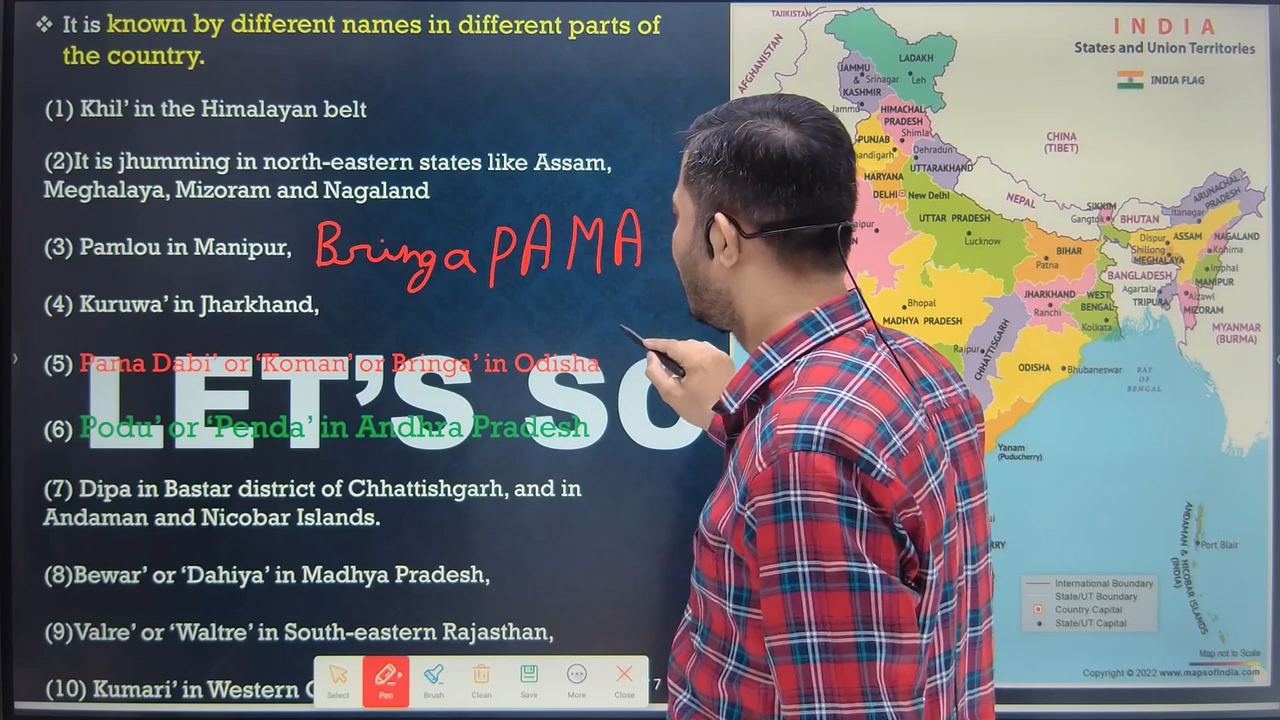 ❖ It is known by different names in different parts of
the country.
(1) Khil' in the Himalayan belt
(2)It is jhumming in north-eastern states like Assam,
Meghalaya, Mizoram and Nagaland
(3) Pamlou in Manipur,
Bringa PAMA
(4) Kuruwa' in Jharkhand,
(5) Pama Dabi' or 'Koman' or Bringa' in Odisha
LET'S SO
(6) Podu' or 'Penda' in Andhra Pradesh
(7) Dipa in Bastar district of Chhattishgarh, and in
Andaman and Nicobar Islands.
(8)Bewar' or 'Dahiya' in Madhya Pradesh,
(9)Valre' or 'Waltre' in South-eastern Rajasthan,
(10) Kumari' in Western
Select
Pen
Brush
Clean
Save
More
Close
7
INDIA
States and Union Territories
INDIA FLAG
TAJIKISTAN
AFGHANISTAN
LADAKH
Leh
JAMMU
&
KASHMIR
Srinagar
Jammu
HIMACHAL
PRADESH
Shimla
PUNJAB
andigarh
Dehradun
UTTARAKHAND
HARYANA
DELHI
New Delhi
CHINA
(TIBET)
NEPAL
UTTAR PRADESH
Lucknow
aipur
N
SIKKIM
Gangtok
BHUTAN
ARUNACHAL
PRADESH
Itanagar
ASSAM
Dispur
NAGALAND
Kohima
Shillong
MEGHALAYA
Imphal
MANIPUR
BIHAR
Patna
BANGLADESH
Agartala
TRIPURA
Aizawl
MIZORAM
JHARKHAND
Ranchi
WEST
BENGAL
Kolkata
MYANMAR
(BURMA)
Bhopal
MADHYA PRADESH
CHHATTISGARH
Raipur
ODISHA
Bhubaneswar
BAY
OF
BENGAL
Yanam
(Puducherry)
RRY
ANDAMAN & NICOBAR ISLANDS
(INDIA)
Port Blair
International Boundary
State/UT Boundary
Country Capital
State/UT Capital
Map not to Scale
Copyright © 2022 www.mapsofindia.com